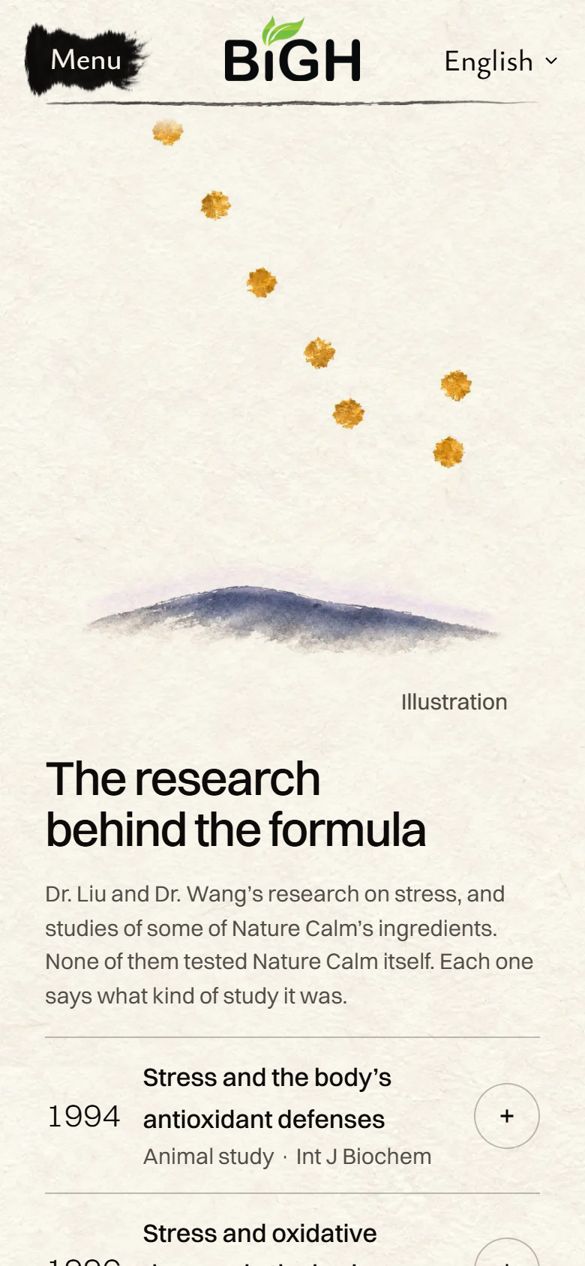 Menu
BiGH
English
Illustration
The research
behind the formula
Dr. Liu and Dr. Wang’s research on stress, and
studies of some of Nature Calm’s ingredients.
None of them tested Nature Calm itself. Each one
says what kind of study it was.
Stress and the body’s
1994
antioxidant defenses
+
Animal study · Int J Biochem
Stress and oxidative